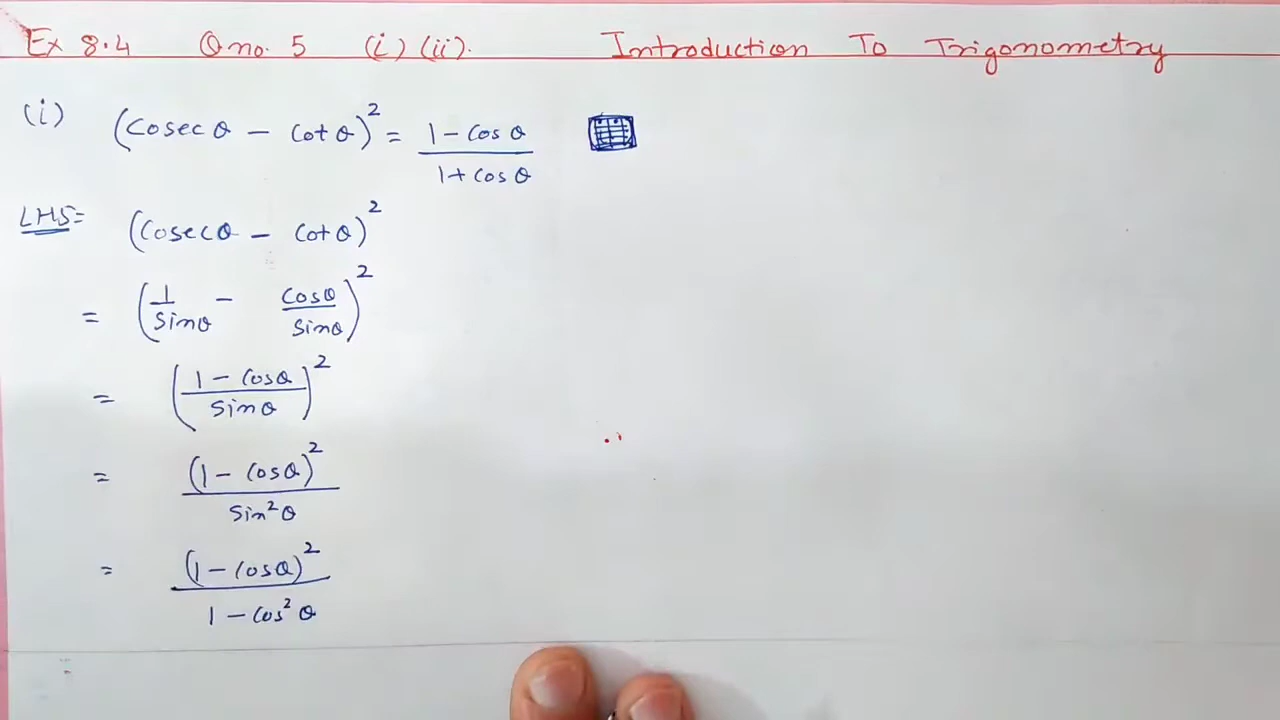 Ex 8.4 Q no. 5 (i) (ii). Introduction To Trigonometry
(i) (Cosec θ − Cot θ)² = 1 − Cos θ / 1 + Cos θ
LHS = (Cosec θ − Cot θ)²
= (1/Sin θ − Cos θ/Sin θ)²
= (1 − Cos θ / Sin θ)²
= (1 − Cos θ)² / Sin² θ
= (1 − Cos θ)² / 1 − Cos² θ